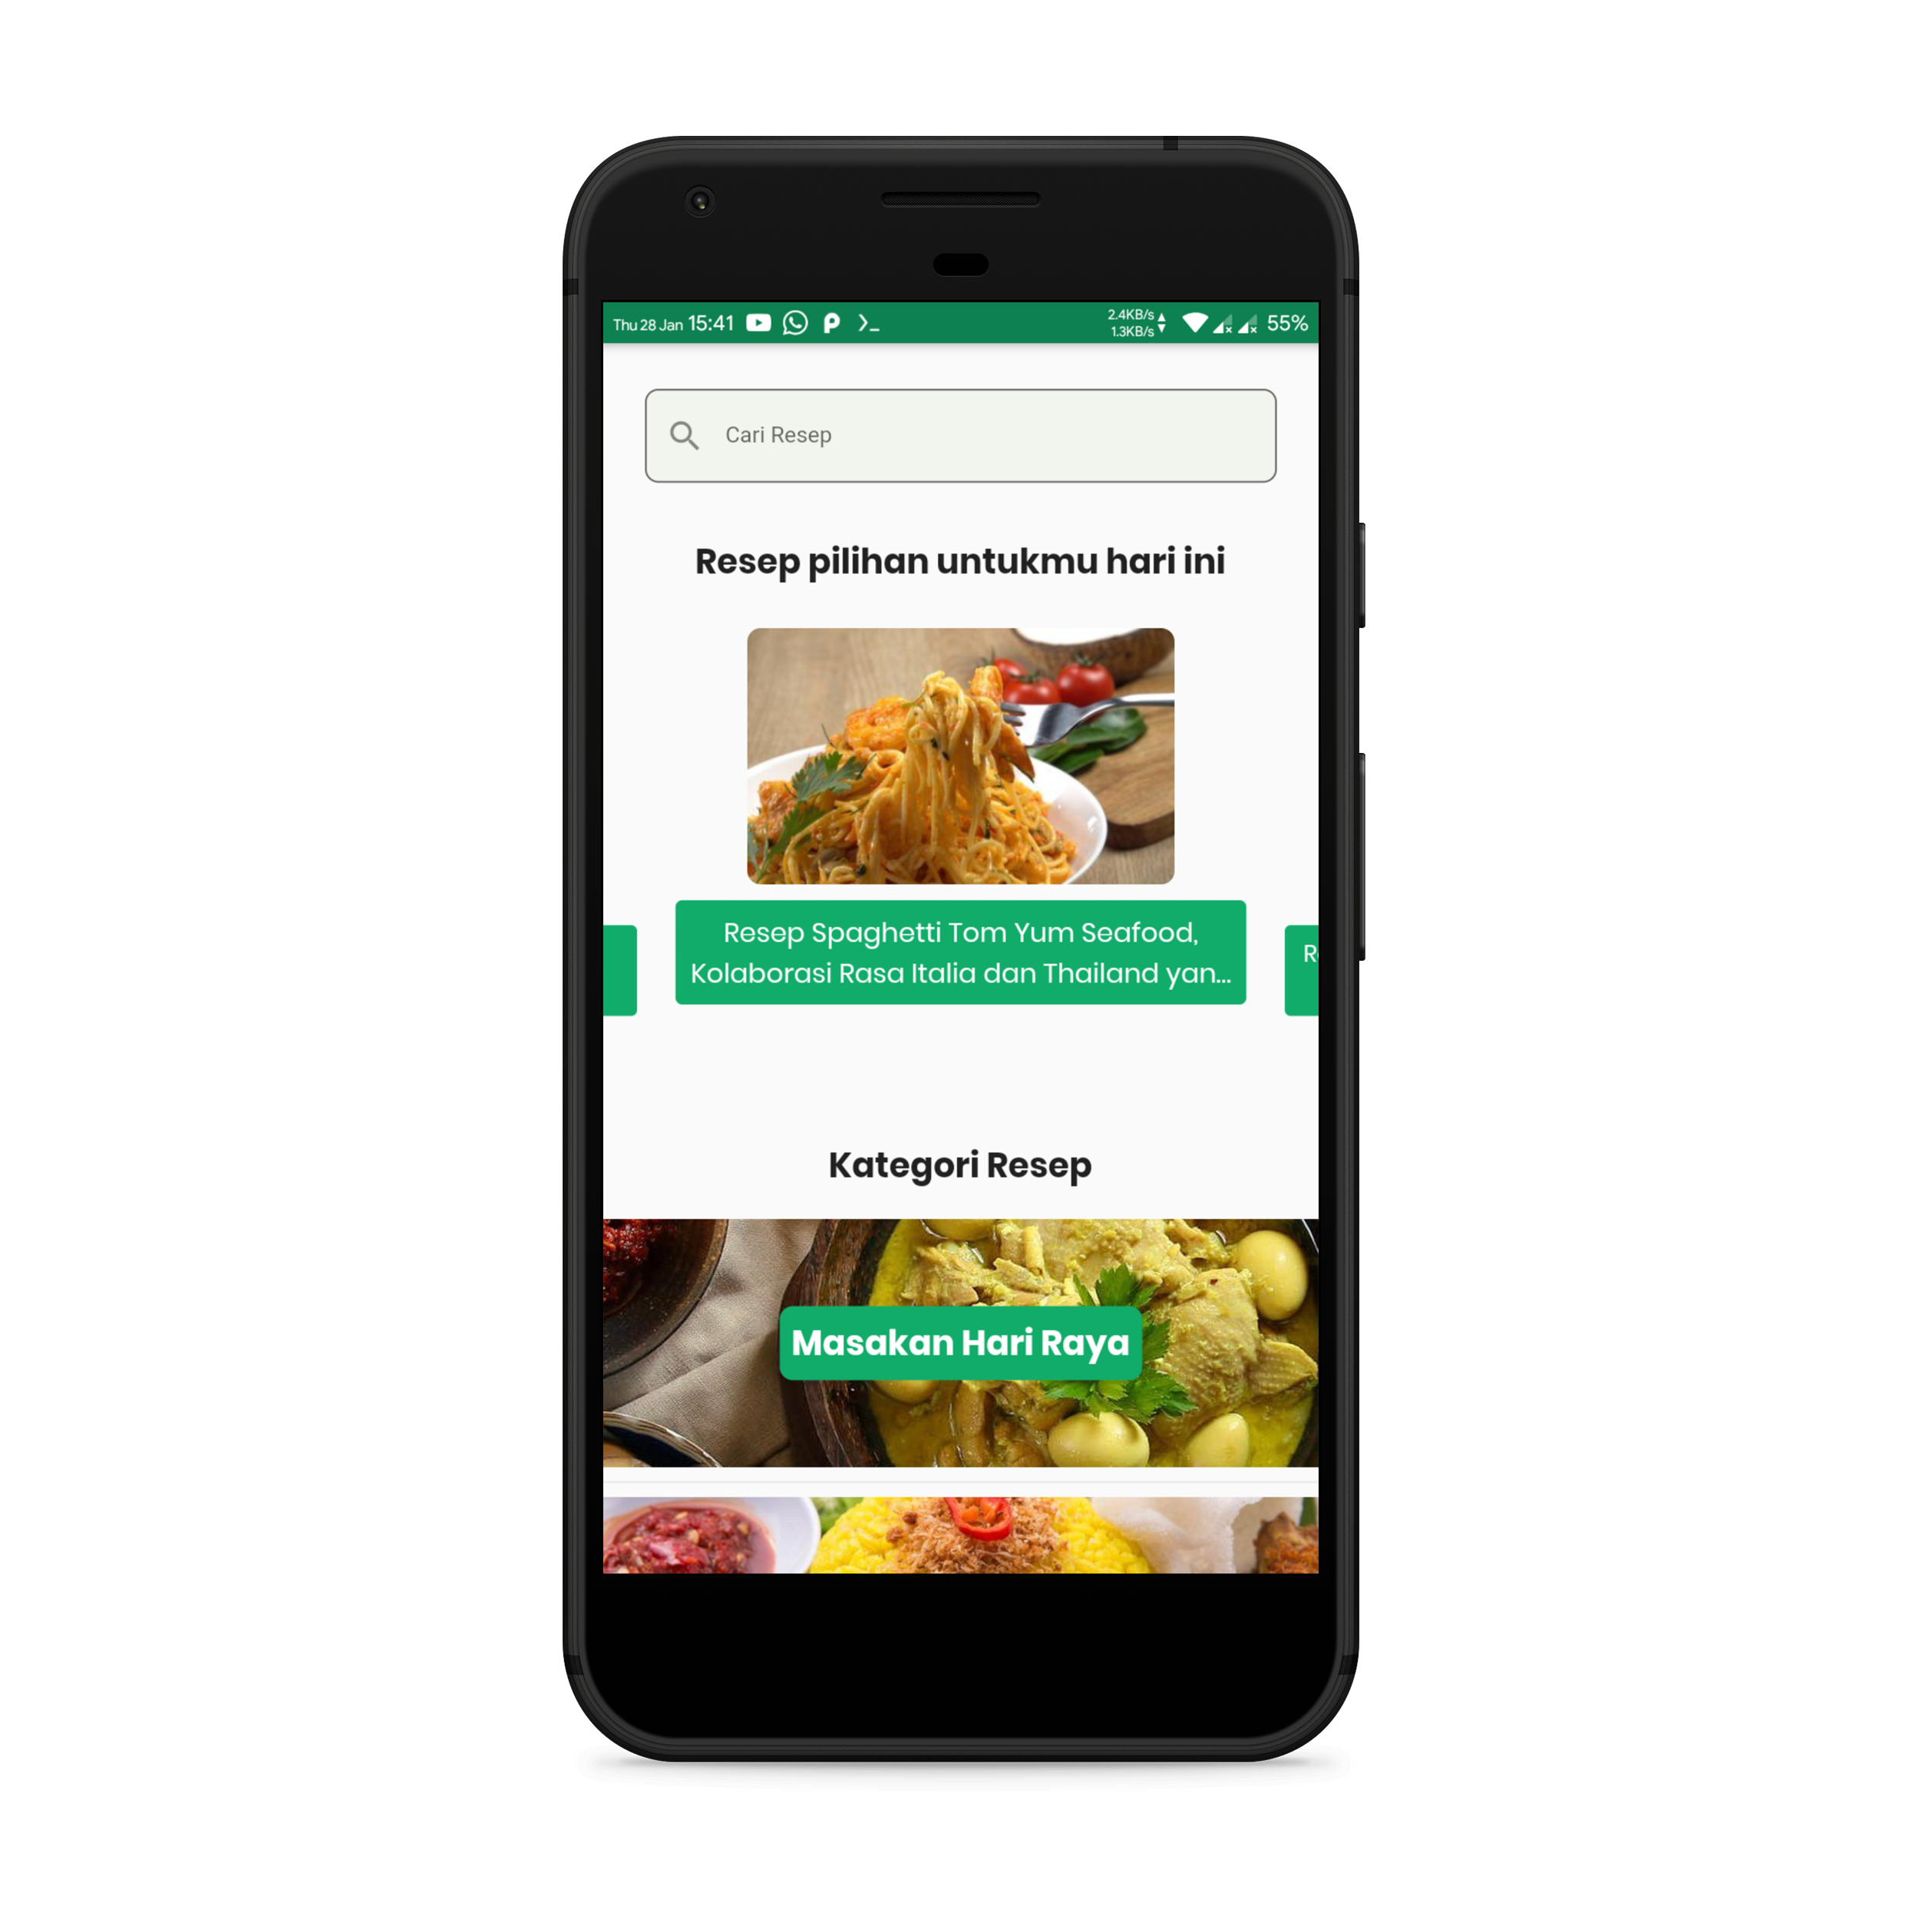 Thu 28 Jan 15:41 2.4KB/s 55%
1.3KB/s
Cari Resep
Resep pilihan untukmu hari ini
Resep Spaghetti Tom Yum Seafood,
Kolaborasi Rasa Italia dan Thailand yan...
Kategori Resep
Masakan Hari Raya